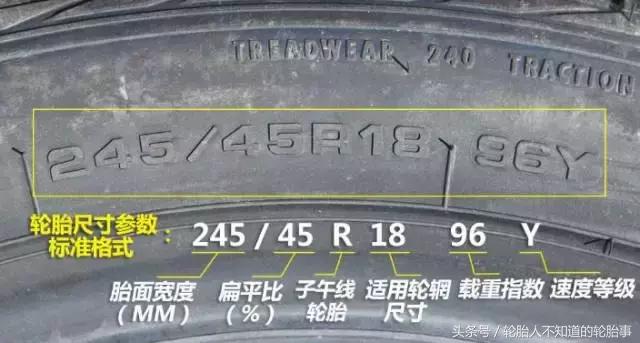 TREADWEAR 240 TRACTION
245/45R18 96Y
轮胎尺寸参数
标准格式 : 245 / 45 R 18 96 Y
胎面宽度 扁平比 子午线 适用轮辋 载重指数 速度等级
（MM） （%） 轮胎 尺寸
头条号 / 轮胎人不知道的轮胎事